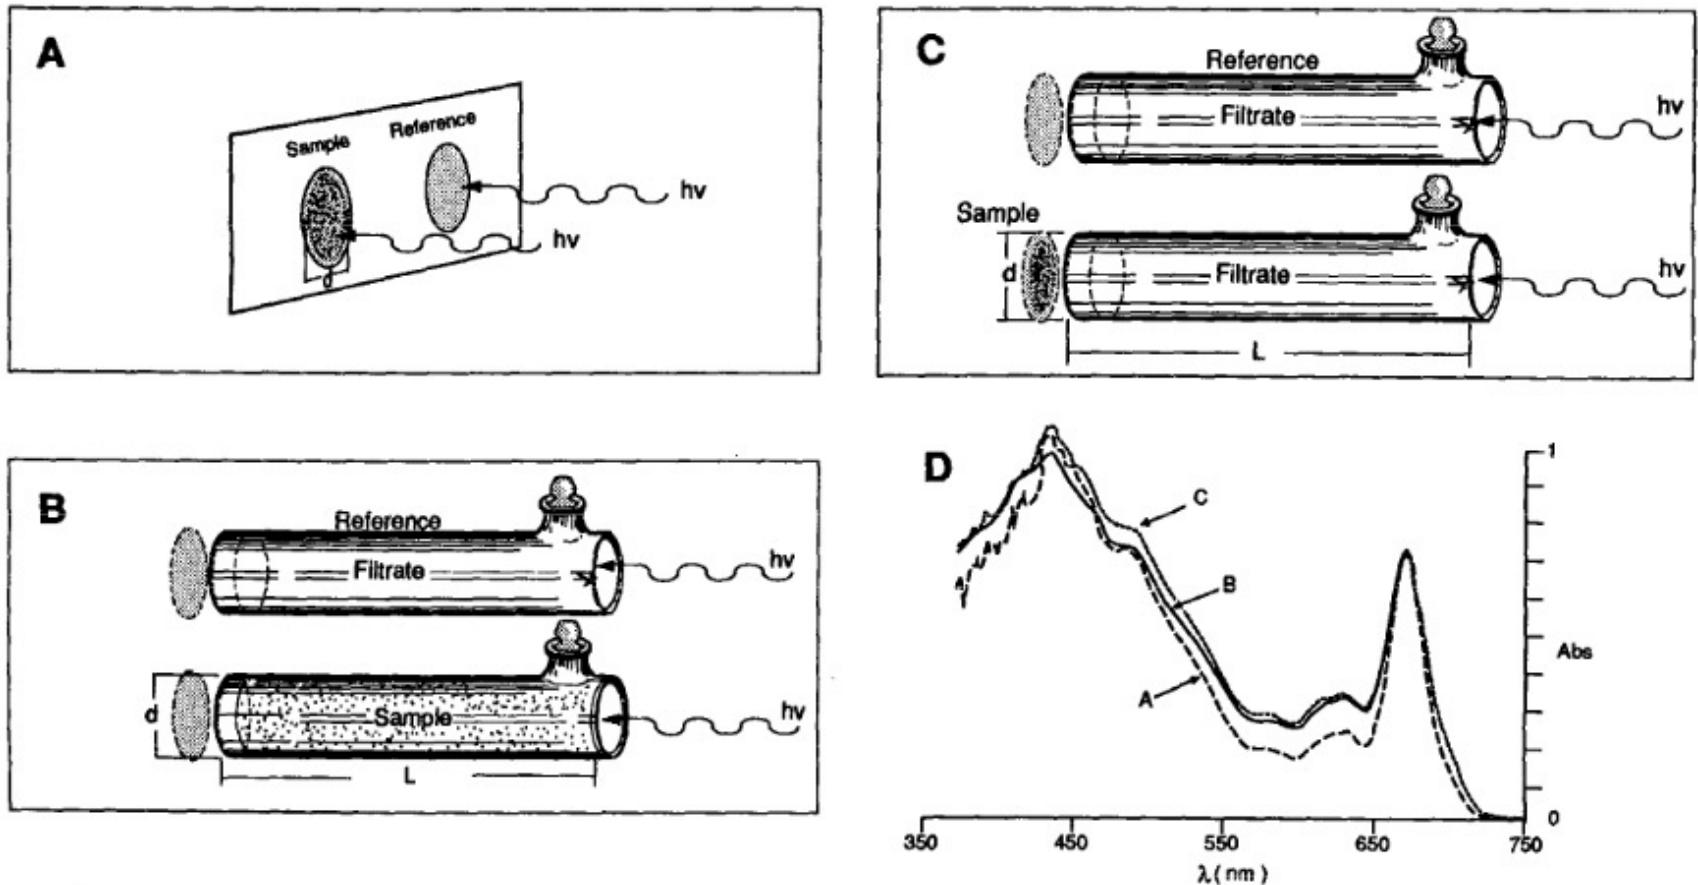 A
Sample
Reference
hv
hv
d
B
Reference
Filtrate
hv
Sample
d
hv
L
C
Reference
Filtrate
hv
Sample
d
Filtrate
hv
L
D
C
B
A
1
Abs
0
350
450
550
650
750
λ (nm)